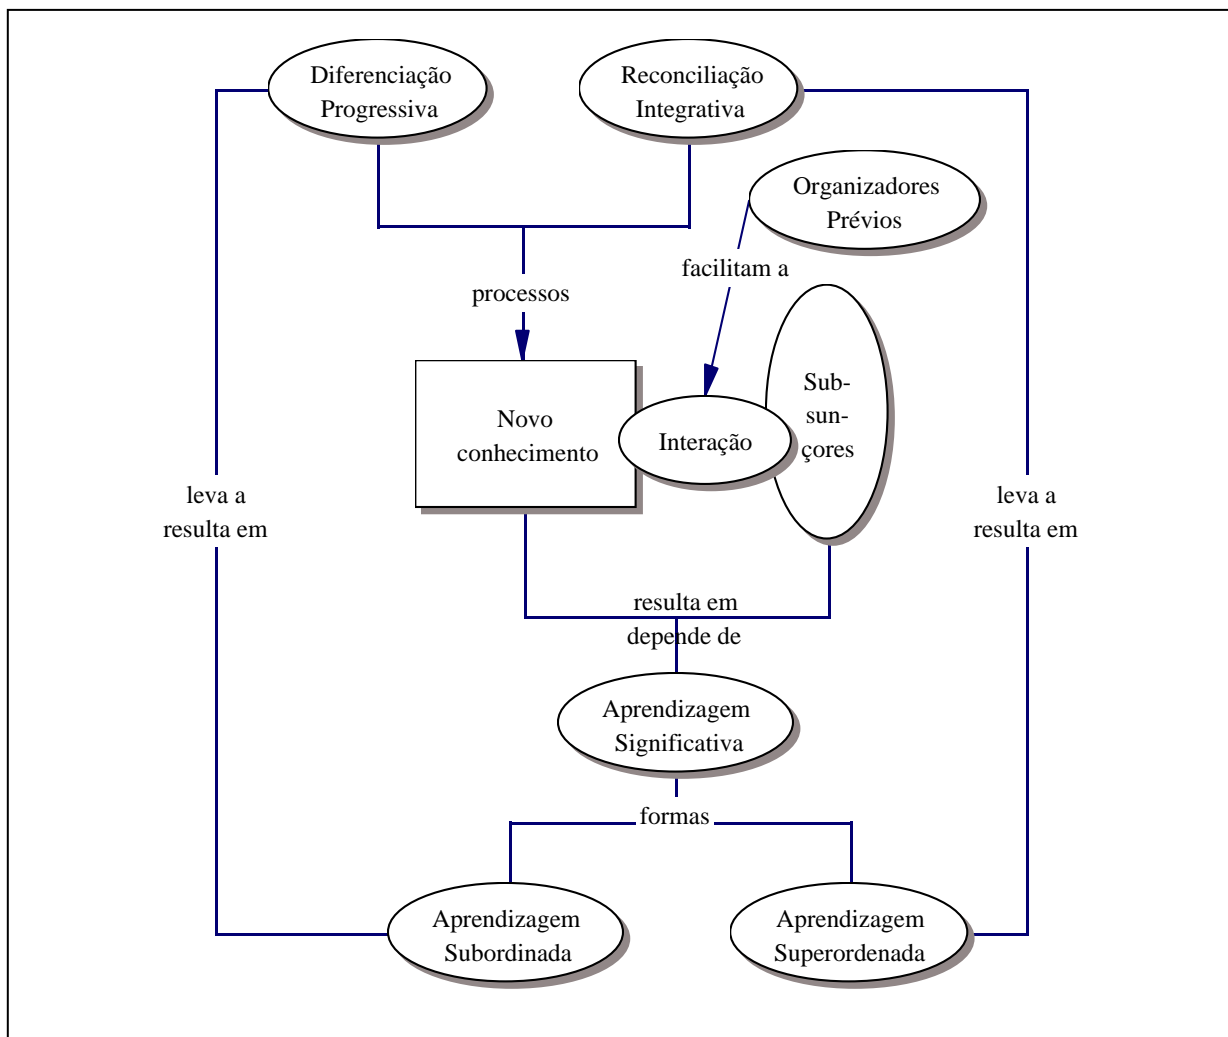 Diferenciação
Progressiva
Reconciliação
Integrativa
Organizadores
Prévios
facilitam a
processos
Novo
conhecimento
Interação
Sub-
sun-
çores
leva a
resulta em
leva a
resulta em
resulta em
depende de
Aprendizagem
Significativa
formas
Aprendizagem
Subordinada
Aprendizagem
Superordenada